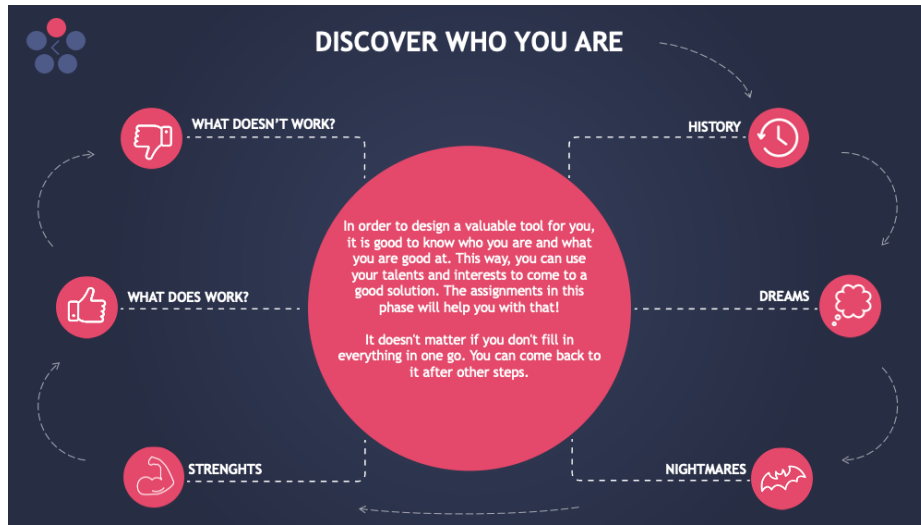 DISCOVER WHO YOU ARE
WHAT DOESN'T WORK?
HISTORY
In order to design a valuable tool for you,
it is good to know who you are and what
you are good at. This way, you can use
your talents and interests to come to a
good solution. The assignments in this
phase will help you with that!
It doesn't matter if you don't fill in
everything in one go. You can come back to
it after other steps.
WHAT DOES WORK?
DREAMS
STRENGHTS
NIGHTMARES